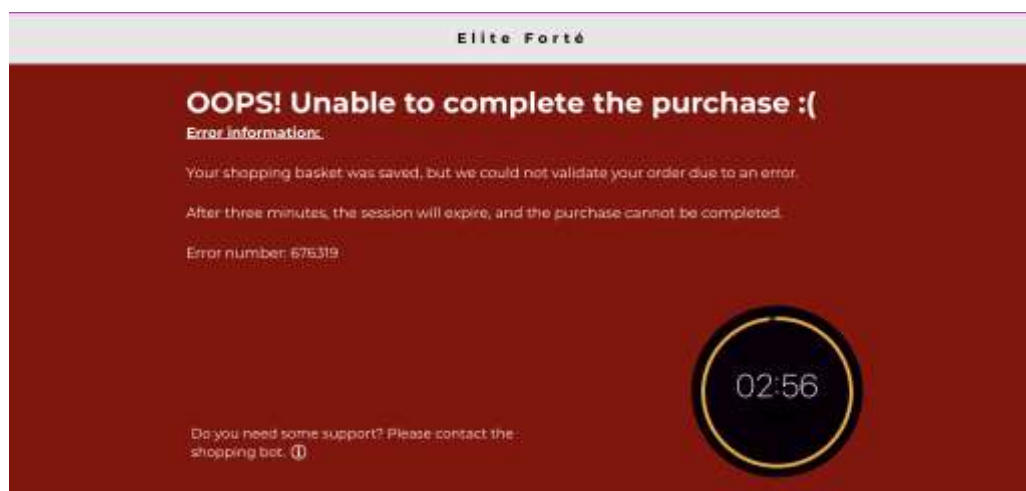 Elite Forté
OOPS! Unable to complete the purchase :(
Error information:
Your shopping basket was saved, but we could not validate your order due to an error.
After three minutes, the session will expire, and the purchase cannot be completed.
Error number: 676319
02:56
Do you need some support? Please contact the
shopping bot. ⓘ